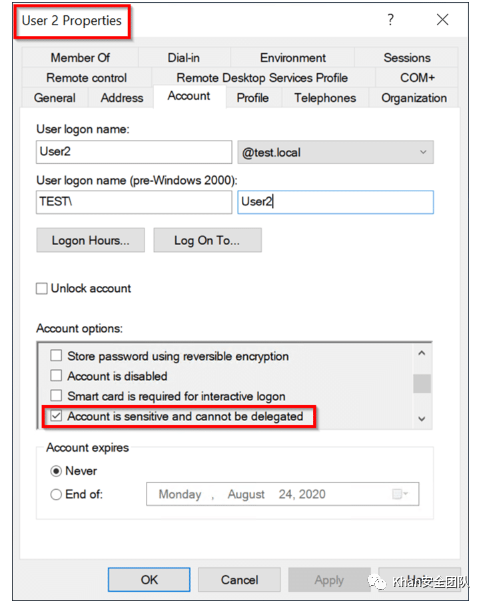 User 2 Properties
? ×
Member Of Dial-in Environment Sessions
Remote control Remote Desktop Services Profile COM+
General Address Account Profile Telephones Organization
User logon name:
User2 @test.local
User logon name (pre-Windows 2000):
TEST\ User2
Logon Hours... Log On To...
Unlock account
Account options:
Store password using reversible encryption
Account is disabled
Smart card is required for interactive logon
Account is sensitive and cannot be delegated
Account expires
Never
End of: Monday , August 24, 2020
OK Cancel Apply
Khan安全团队